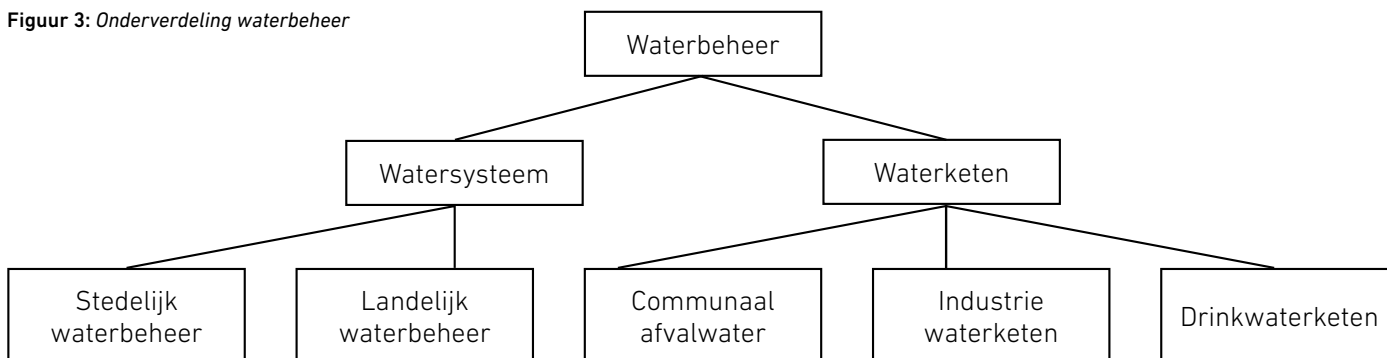 Figuur 3: Onderverdeling waterbeheer
Waterbeheer
Watersysteem
Waterketen
Stedelijk
waterbeheer
Landelijk
waterbeheer
Communaal
afvalwater
Industrie
waterketen
Drinkwaterketen